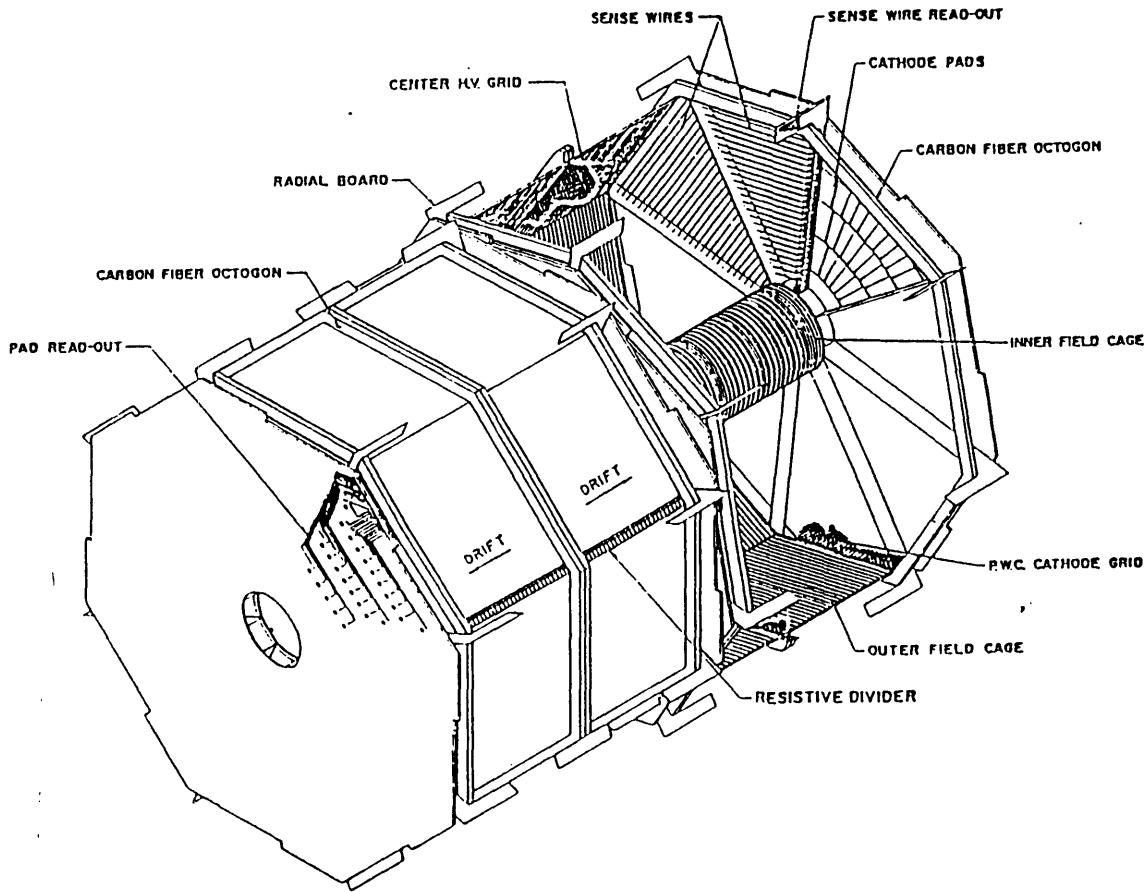 SENSE WIRES
SENSE WIRE READ-OUT
CATHODE PADS
CENTER H.V. GRID
CARBON FIBER OCTOGON
RADIAL BOARD
CARBON FIBER OCTOGON
PAD READ-OUT
INNER FIELD CAGE
DRIFT
DRIFT
P.W.C. CATHODE GRID
OUTER FIELD CAGE
RESISTIVE DIVIDER